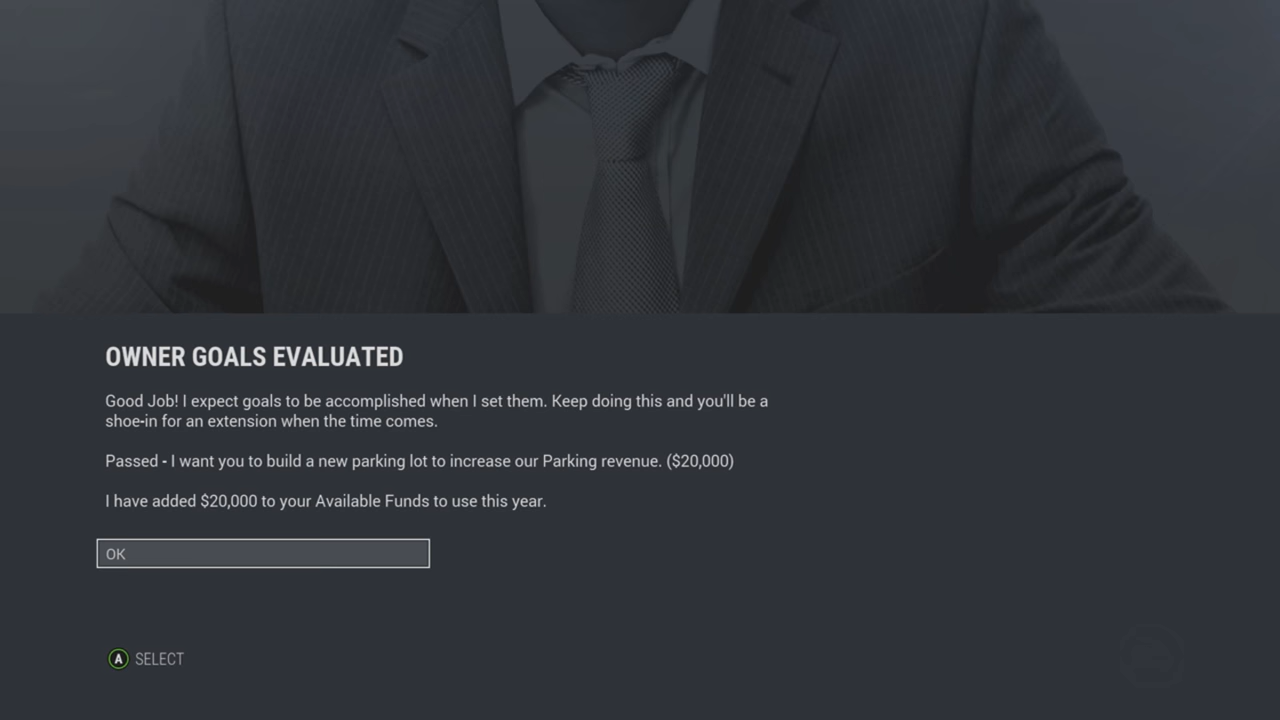 OWNER GOALS EVALUATED
Good Job! I expect goals to be accomplished when I set them. Keep doing this and you'll be a
shoe-in for an extension when the time comes.
Passed - I want you to build a new parking lot to increase our Parking revenue. ($20,000)
I have added $20,000 to your Available Funds to use this year.
OK
A SELECT